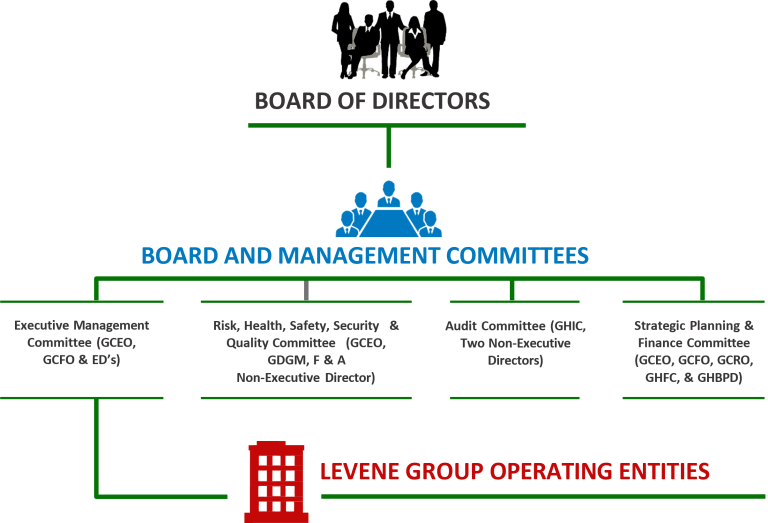 BOARD OF DIRECTORS
BOARD AND MANAGEMENT COMMITTEES
Executive Management
Committee (GCEO,
GCFO & ED's)
Risk, Health, Safety, Security &
Quality Committee (GCEO,
GDGM, F & A
Non-Executive Director)
Audit Committee (GHIC,
Two Non-Executive
Directors)
Strategic Planning &
Finance Committee
(GCEO, GCFO, GCRO,
GHFC, & GHBPD)
LEVENE GROUP OPERATING ENTITIES